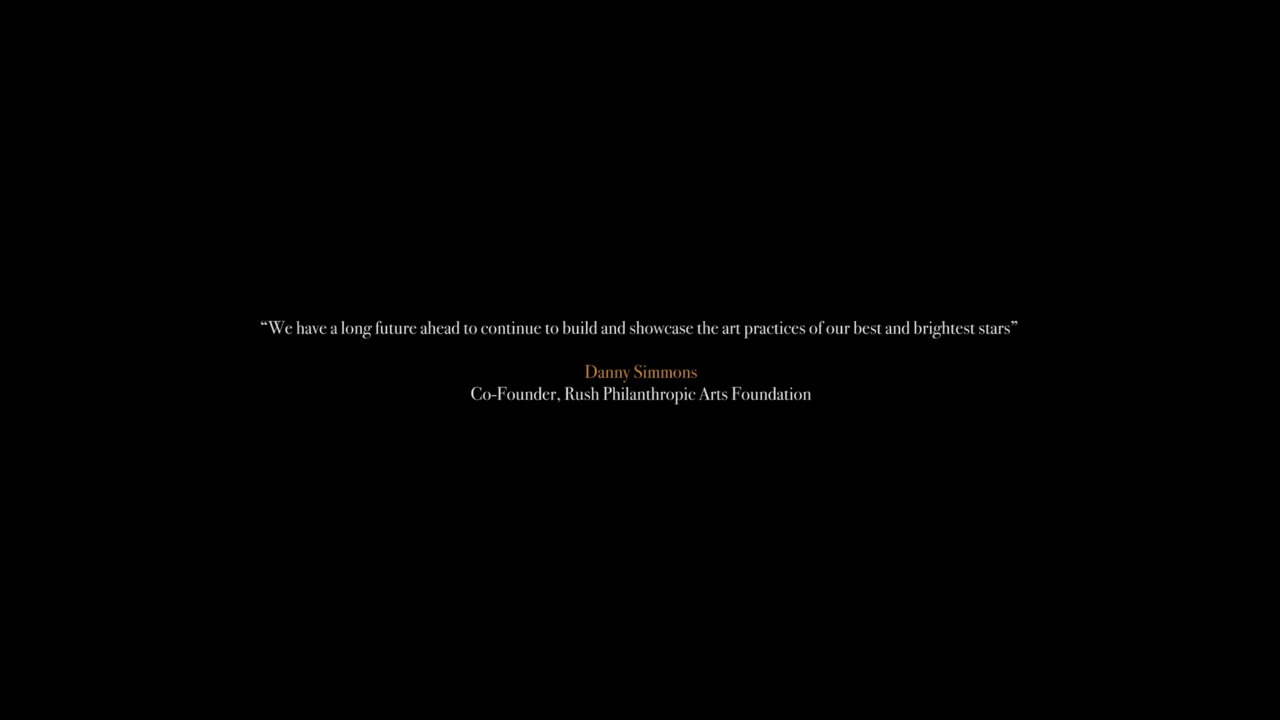 “We have a long future ahead to continue to build and showcase the art practices of our best and brightest stars”
Danny Simmons
Co-Founder, Rush Philanthropic Arts Foundation